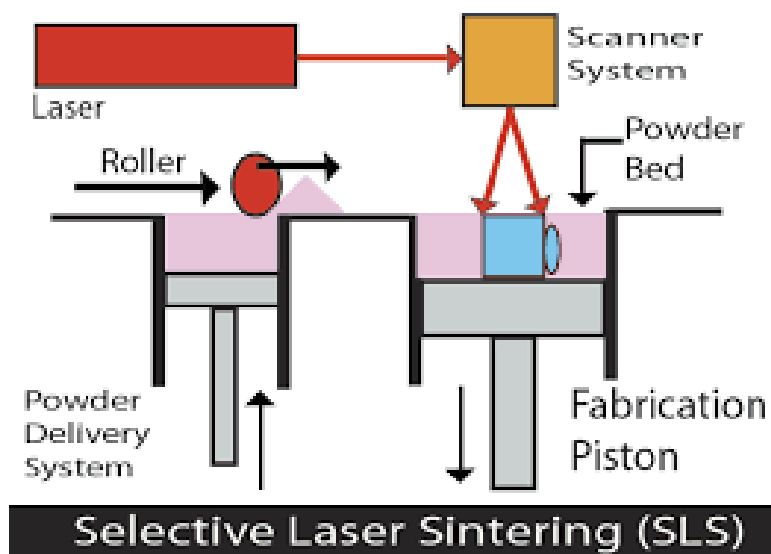 Laser
Scanner
System
Roller
Powder
Bed
Powder
Delivery
System
Fabrication
Piston
Selective Laser Sintering (SLS)